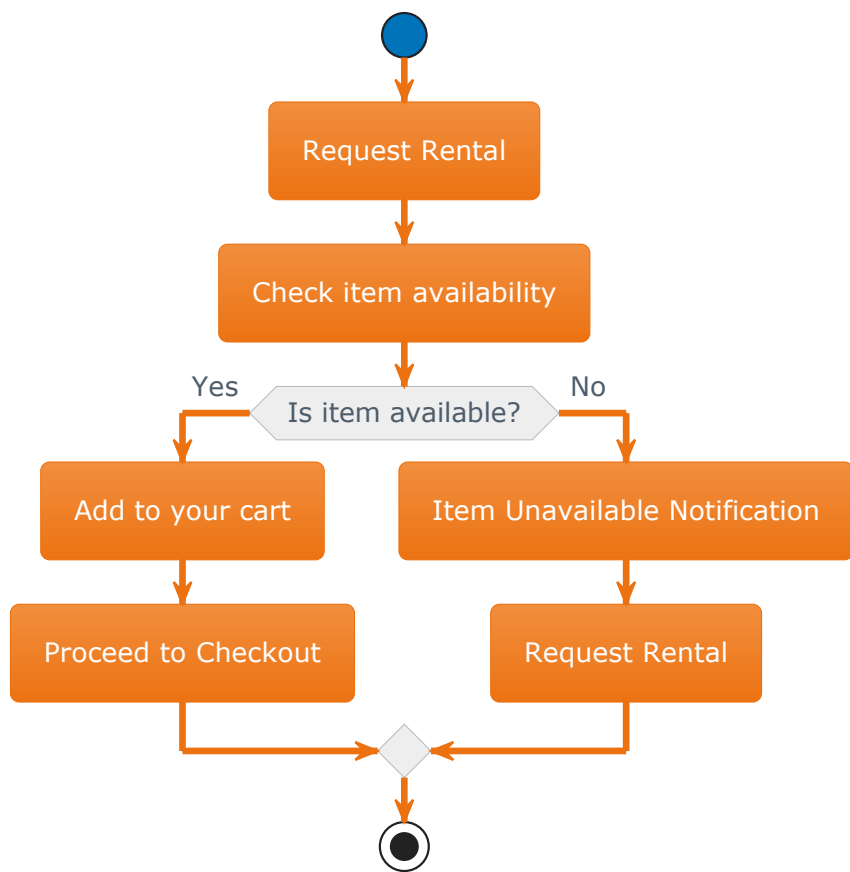 Request Rental
Check item availability
Yes
Is item available?
No
Add to your cart
Item Unavailable Notification
Proceed to Checkout
Request Rental